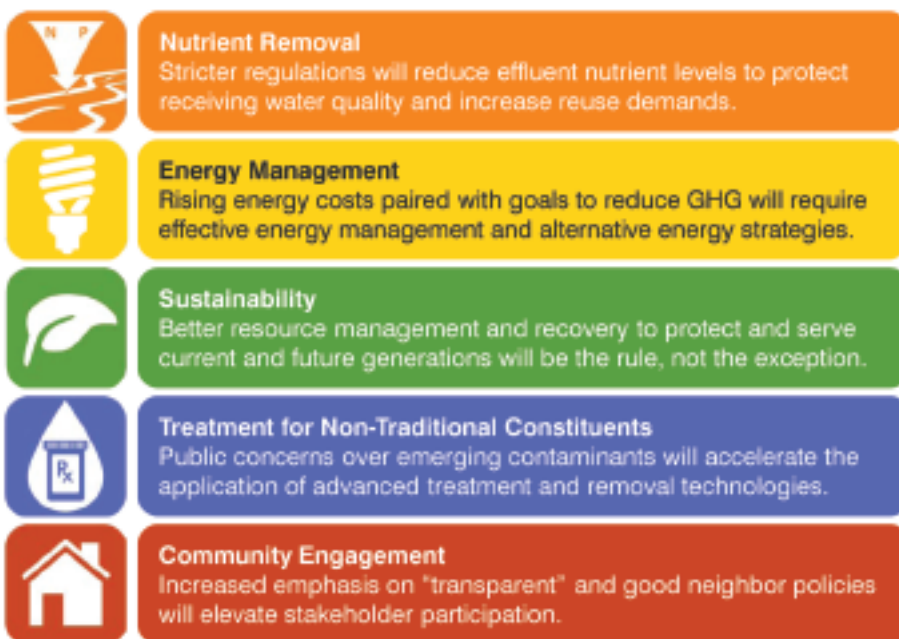 N P
Nutrient Removal
Stricter regulations will reduce effluent nutrient levels to protect
receiving water quality and increase reuse demands.
Energy Management
Rising energy costs paired with goals to reduce GHG will require
effective energy management and alternative energy strategies.
Sustainability
Better resource management and recovery to protect and serve
current and future generations will be the rule, not the exception.
Rx
Treatment for Non-Traditional Constituents
Public concerns over emerging contaminants will accelerate the
application of advanced treatment and removal technologies.
Community Engagement
Increased emphasis on “transparent” and good neighbor policies
will elevate stakeholder participation.